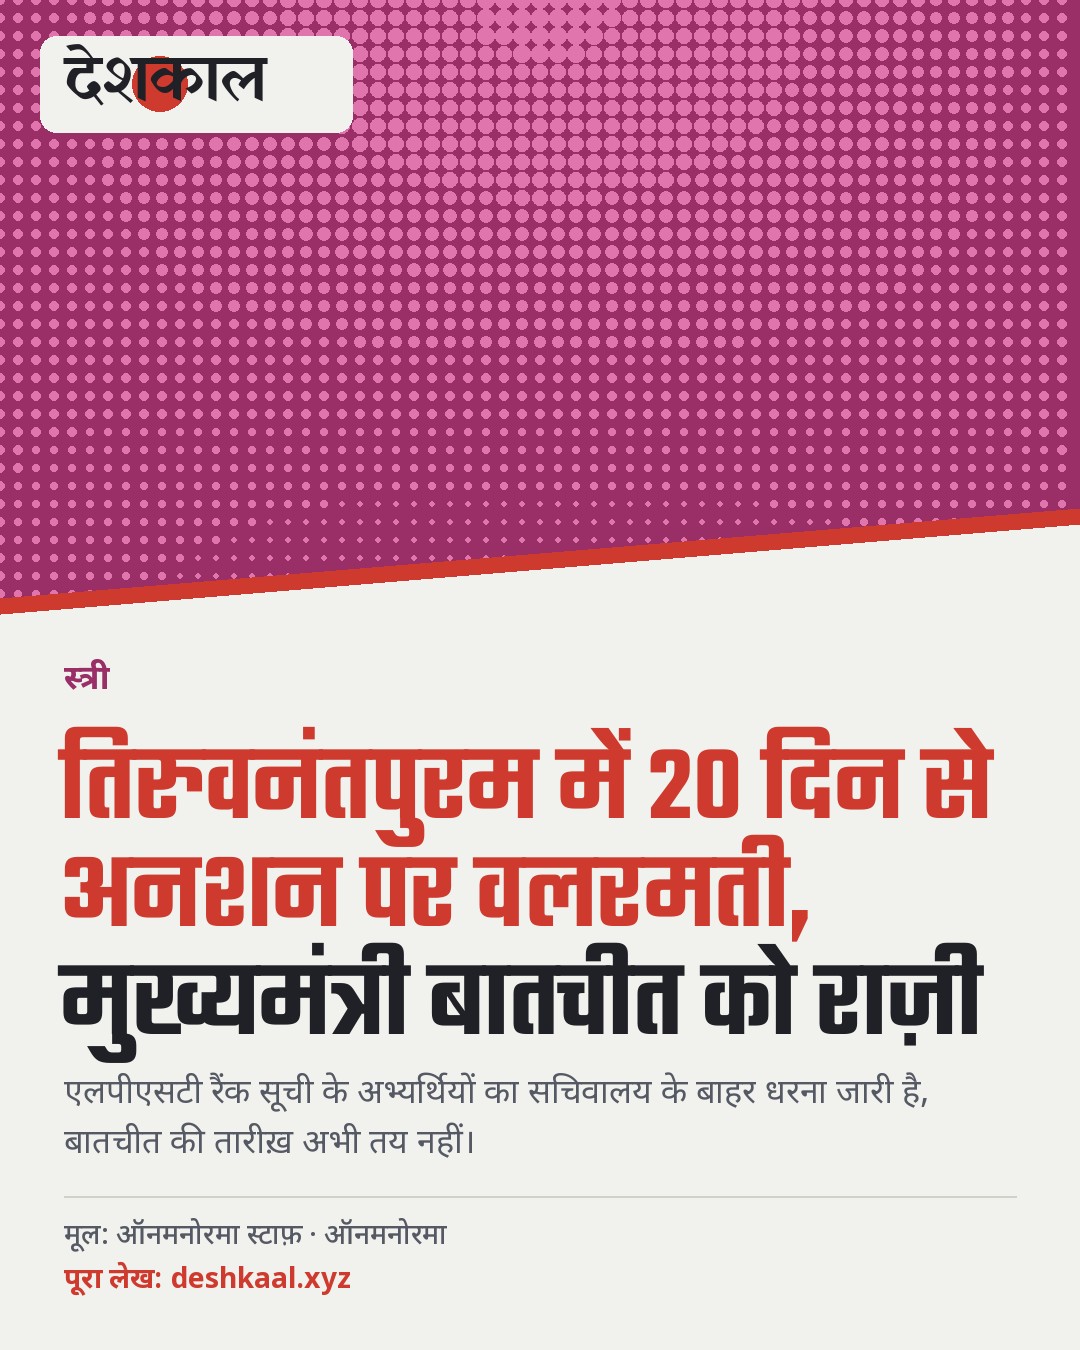 देशकाल
स्त्री
तिरुवनंतपुरम में 20 दिन से
अनशन पर वलरमती,
मुख्यमंत्री बातचीत को राज़ी
एलपीएसटी रैंक सूची के अभ्यर्थियों का सचिवालय के बाहर धरना जारी है,
बातचीत की तारीख़ अभी तय नहीं।
मूल: ऑनमनोरमा स्टाफ़ · ऑनमनोरमा
पूरा लेख: deshkaal.xyz